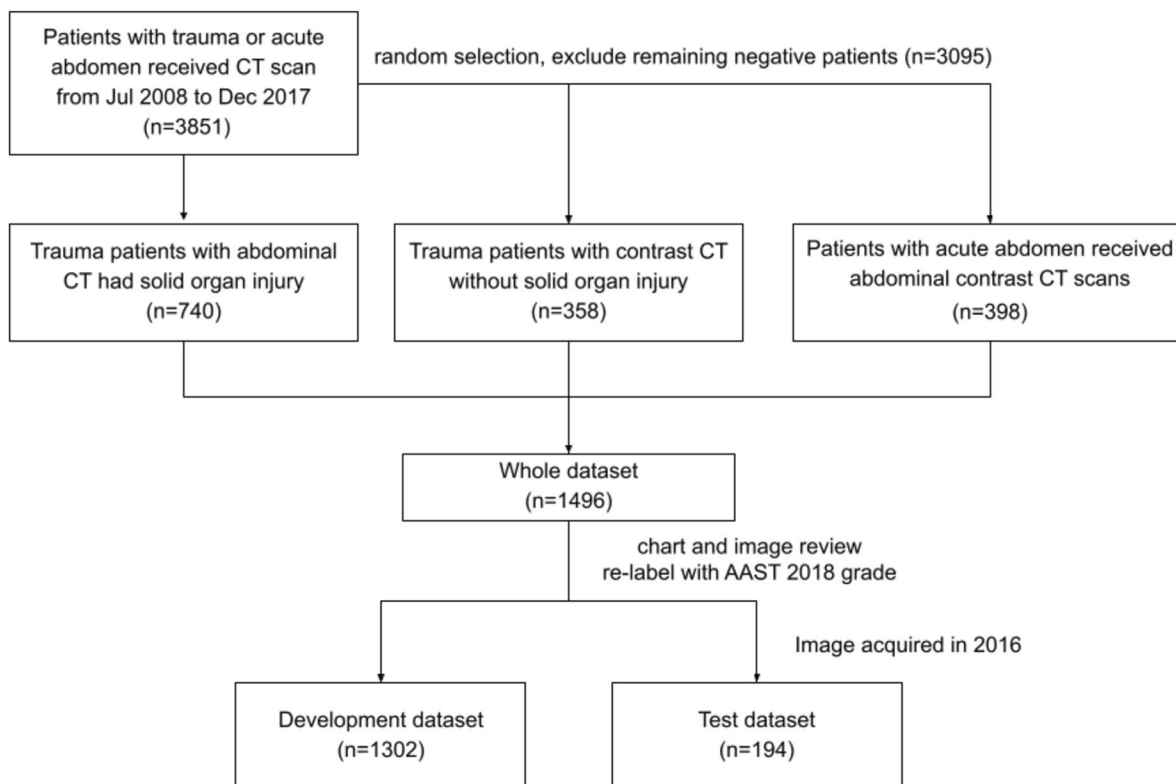 Patients with trauma or acute
abdomen received CT scan
from Jul 2008 to Dec 2017
(n=3851)
random selection, exclude remaining negative patients (n=3095)
Trauma patients with abdominal
CT had solid organ injury
(n=740)
Trauma patients with contrast CT
without solid organ injury
(n=358)
Patients with acute abdomen received
abdominal contrast CT scans
(n=398)
Whole dataset
(n=1496)
chart and image review
re-label with AAST 2018 grade
Image acquired in 2016
Development dataset
(n=1302)
Test dataset
(n=194)